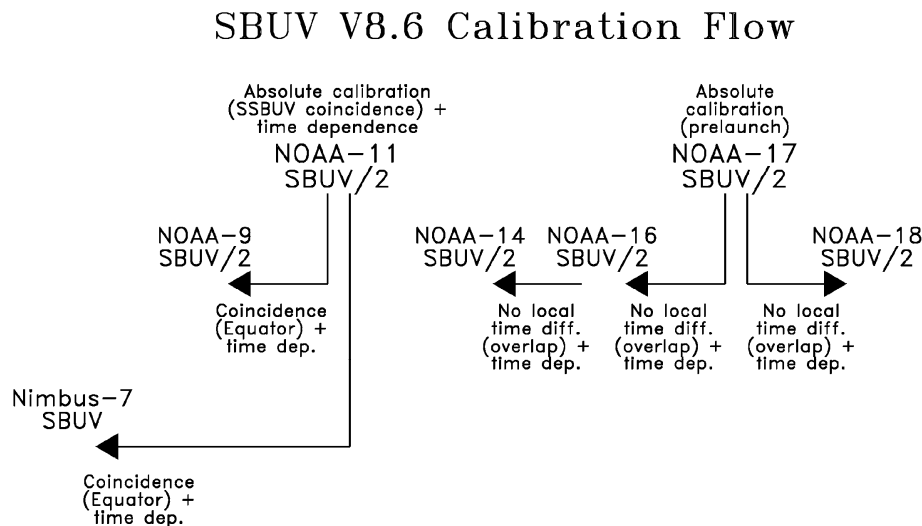 SBUV V8.6 Calibration Flow
Absolute calibration
(SSBUV coincidence) +
time dependence
NOAA-11
SBUV/2
Absolute
calibration
(prelaunch)
NOAA-17
SBUV/2
NOAA-9
SBUV/2
Coincidence
(Equator) +
time dep.
NOAA-14
SBUV/2
No local
time diff.
(overlap) +
time dep.
NOAA-16
SBUV/2
No local
time diff.
(overlap) +
time dep.
NOAA-18
SBUV/2
No local
time diff.
(overlap) +
time dep.
Nimbus-7
SBUV
Coincidence
(Equator) +
time dep.